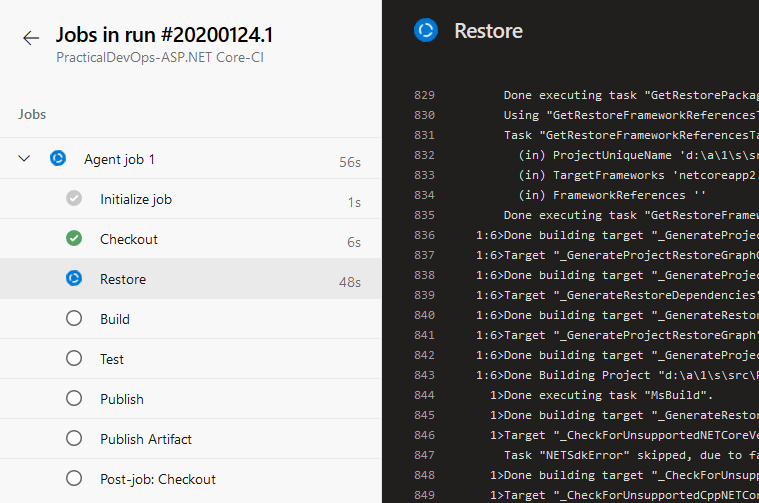 Jobs in run #20200124.1
PracticalDevOps-ASP.NET Core-CI
Jobs
Agent job 1 56s
Initialize job 1s
Checkout 6s
Restore 48s
Build
Test
Publish
Publish Artifact
Post-job: Checkout
Restore
829 Done executing task "GetRestorePackag
830 Using "GetRestoreFrameworkReferencesT
831 Task "GetRestoreFrameworkReferencesTa
832 (in) ProjectUniqueName 'd:\a\1\s\sr
833 (in) TargetFrameworks 'netcoreapp2.
834 (in) FrameworkReferences ''
835 Done executing task "GetRestoreFramew
836 1:6>Done building target "_GenerateProjec
837 1:6>Target "_GenerateProjectRestoreGraph
838 1:6>Done building target "_GenerateProjec
839 1:6>Target "_GenerateRestoreDependencies"
840 1:6>Done building target "_GenerateRestor
841 1:6>Target "_GenerateProjectRestoreGraph"
842 1:6>Done building target "_GenerateProjec
843 1:6>Done Building Project "d:\a\1\s\src\P
844 1>Done executing task "MsBuild".
845 1>Done building target "_GenerateRestor
846 1>Target "_CheckForUnsupportedNETCoreVe
847 Task "NETSdkError" skipped, due to fa
848 1>Done building target "_CheckForUnsupp
849 1>Target "_CheckForUnsupportedCppNETCor